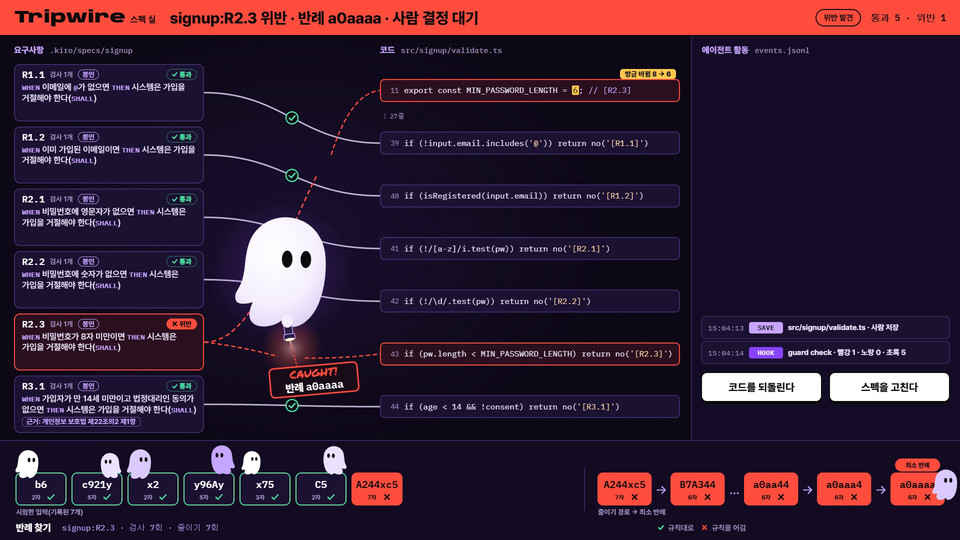 Tripwire 스펙 실 signup:R2.3 위반 · 반례 a0aaaa · 사람 결정 대기
위반 발견 통과 5 · 위반 1
요구사항 .kiro/specs/signup
R1.1 검사 1개 봉인 ✓ 통과
WHEN 이메일에 @가 없으면 THEN 시스템은 가입을
거절해야 한다(SHALL)
R1.2 검사 1개 봉인 ✓ 통과
WHEN 이미 가입된 이메일이면 THEN 시스템은 가입을
거절해야 한다(SHALL)
R2.1 검사 1개 봉인 ✓ 통과
WHEN 비밀번호에 영문자가 없으면 THEN 시스템은
가입을 거절해야 한다(SHALL)
R2.2 검사 1개 봉인 ✓ 통과
WHEN 비밀번호에 숫자가 없으면 THEN 시스템은
가입을 거절해야 한다(SHALL)
R2.3 검사 1개 봉인 ✕ 위반
WHEN 비밀번호가 8자 미만이면 THEN 시스템은
가입을 거절해야 한다(SHALL)
R3.1 검사 1개 봉인 ✓ 통과
WHEN 가입자가 만 14세 미만이고 법정대리인 동의가
없으면 THEN 시스템은 가입을 거절해야 한다(SHALL)
근거: 개인정보 보호법 제22조의2 제1항
CAUGHT!
반례 a0aaaa
코드 src/signup/validate.ts
방금 바뀜 8 → 6
11 export const MIN_PASSWORD_LENGTH = 6; // [R2.3]
⋮ 27줄
39 if (!input.email.includes('@')) return no('[R1.1]')
40 if (isRegistered(input.email)) return no('[R1.2]')
41 if (!/[a-z]/i.test(pw)) return no('[R2.1]')
42 if (!/\d/.test(pw)) return no('[R2.2]')
43 if (pw.length < MIN_PASSWORD_LENGTH) return no('[R2.3]')
44 if (age < 14 && !consent) return no('[R3.1]')
에이전트 활동 events.jsonl
15:04:13 SAVE src/signup/validate.ts · 사람 저장
15:04:14 HOOK guard check · 빨강 1 · 노랑 0 · 초록 5
코드를 되돌린다
스펙을 고친다
b6
2자 ✓
c921y
5자 ✓
x2
2자 ✓
y96Ay
5자 ✓
x75
3자 ✓
C5
2자 ✓
A244xc5
7자 ✕
시험한 입력(기록된 7개)
반례 찾기 signup:R2.3 · 검사 7회 · 줄이기 7회
최소 반례
A244xc5
7자 ✕
→
B7A344
6자 ✕
...
a0aa44
6자 ✕
→
a0aaa4
6자 ✕
→
a0aaaa
6자 ✕
줄이기 경로 → 최소 반례
✓ 규칙대로 ✕ 규칙을 어김